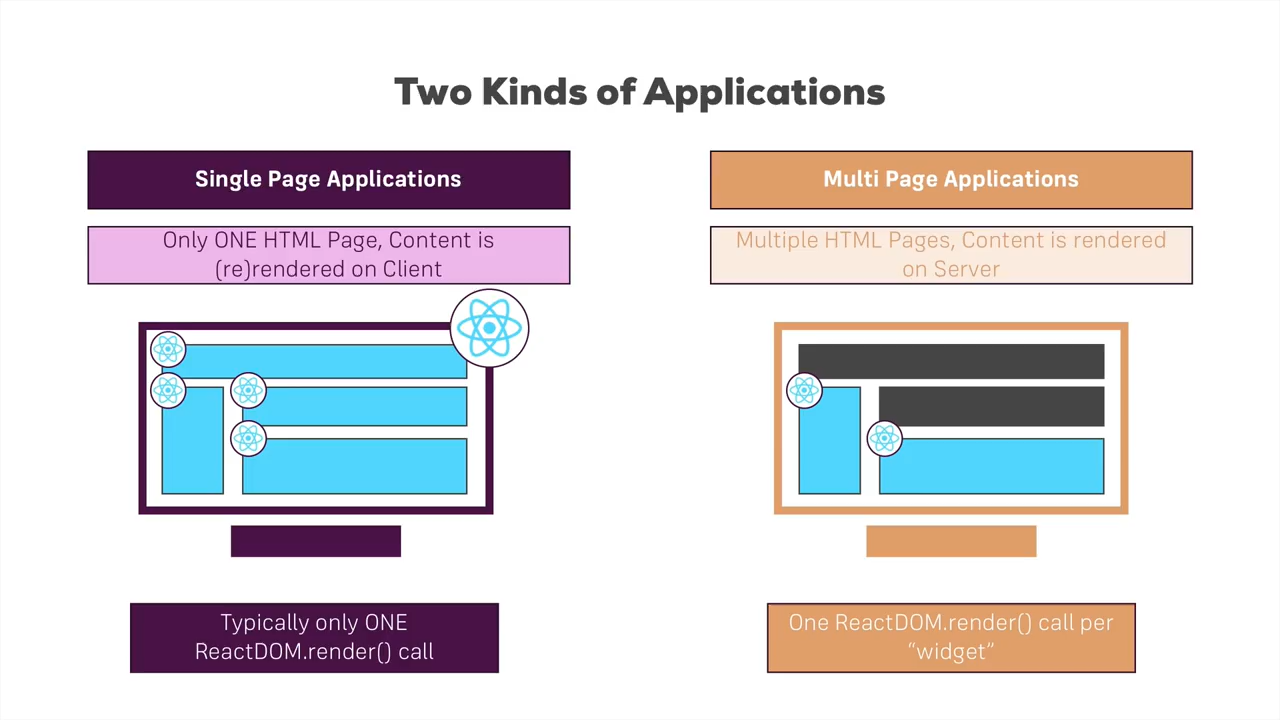 Two Kinds of Applications
Single Page Applications
Only ONE HTML Page, Content is
(re)rendered on Client
Typically only ONE
ReactDOM.render() call
Multi Page Applications
Multiple HTML Pages, Content is rendered
on Server
One ReactDOM.render() call per
“widget”